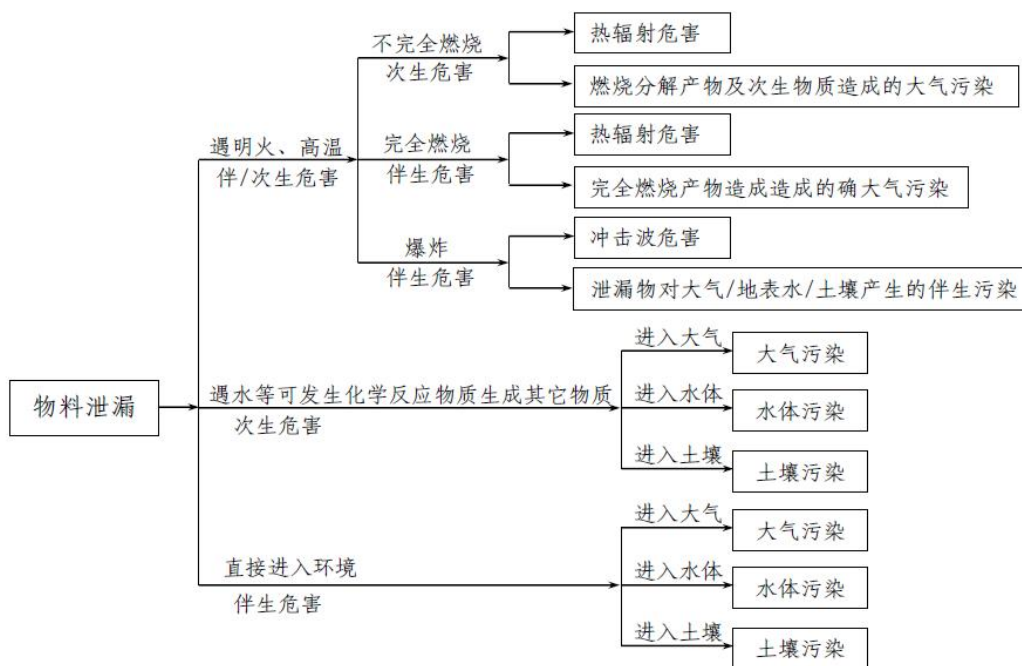 不完全燃烧
次生危害
热辐射危害
燃烧分解产物及次生物质造成的大气污染
遇明火、高温
伴/次生危害
完全燃烧
伴生危害
热辐射危害
完全燃烧产物造成造成的确大气污染
爆炸
伴生危害
冲击波危害
泄漏物对大气/地表水/土壤产生的伴生污染
物料泄漏
遇水等可发生化学反应物质生成其它物质
次生危害
进入大气
大气污染
进入水体
水体污染
进入土壤
土壤污染
直接进入环境
伴生危害
进入大气
大气污染
进入水体
水体污染
进入土壤
土壤污染